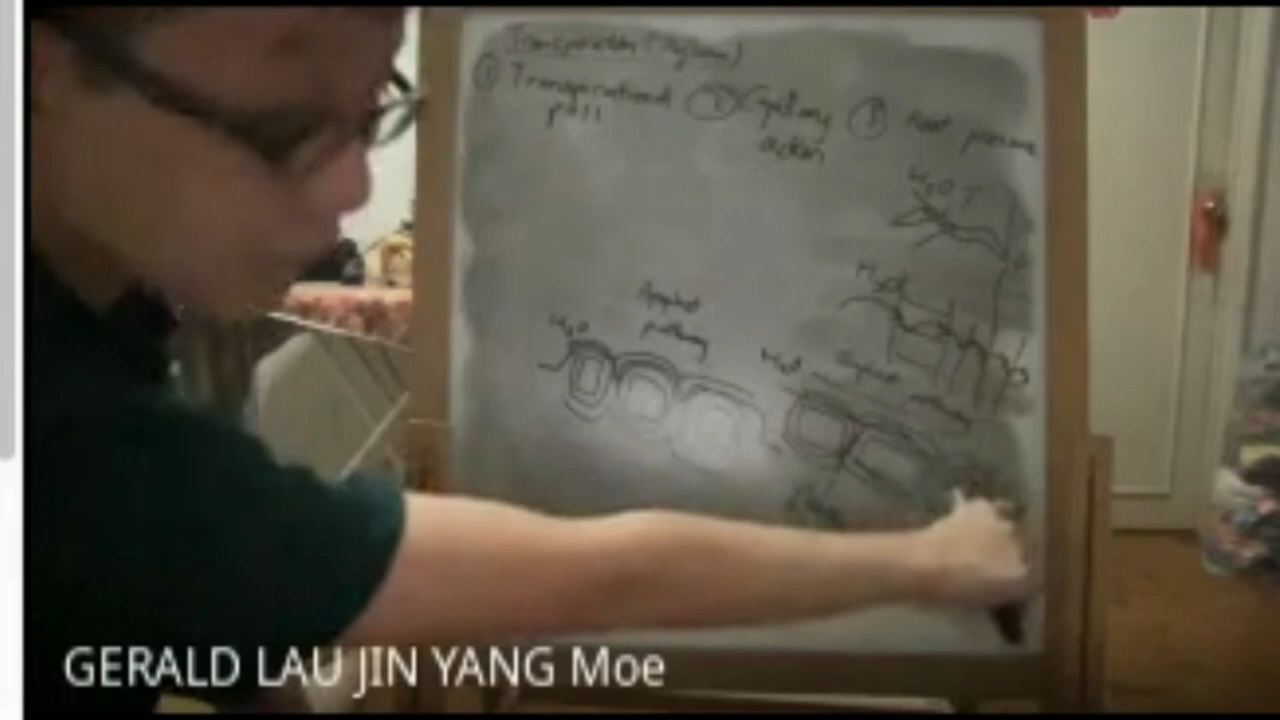 Transpiration (Xylem)
① Transpirational ② Capillary ③ root pressure
pull action
H₂O
H₂O
Apoplast
pathway
H₂O
H₂O
GERALD LAU JIN YANG Moe